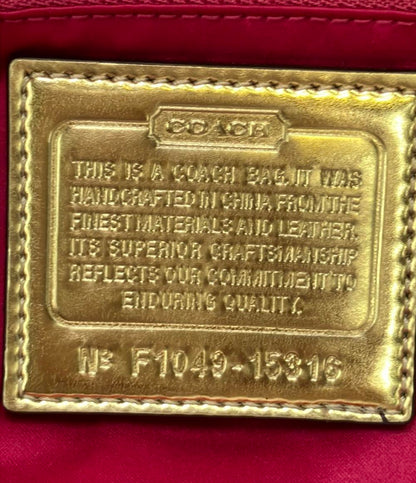 COACH
THIS IS A COACH BAG. IT WAS
HANDCRAFTED IN CHINA FROM THE
FINEST MATERIALS AND LEATHER.
ITS SUPERIOR CRAFTSMANSHIP
REFLECTS OUR COMMITMENT TO
ENDURING QUALITY.
Nº F1049-15316